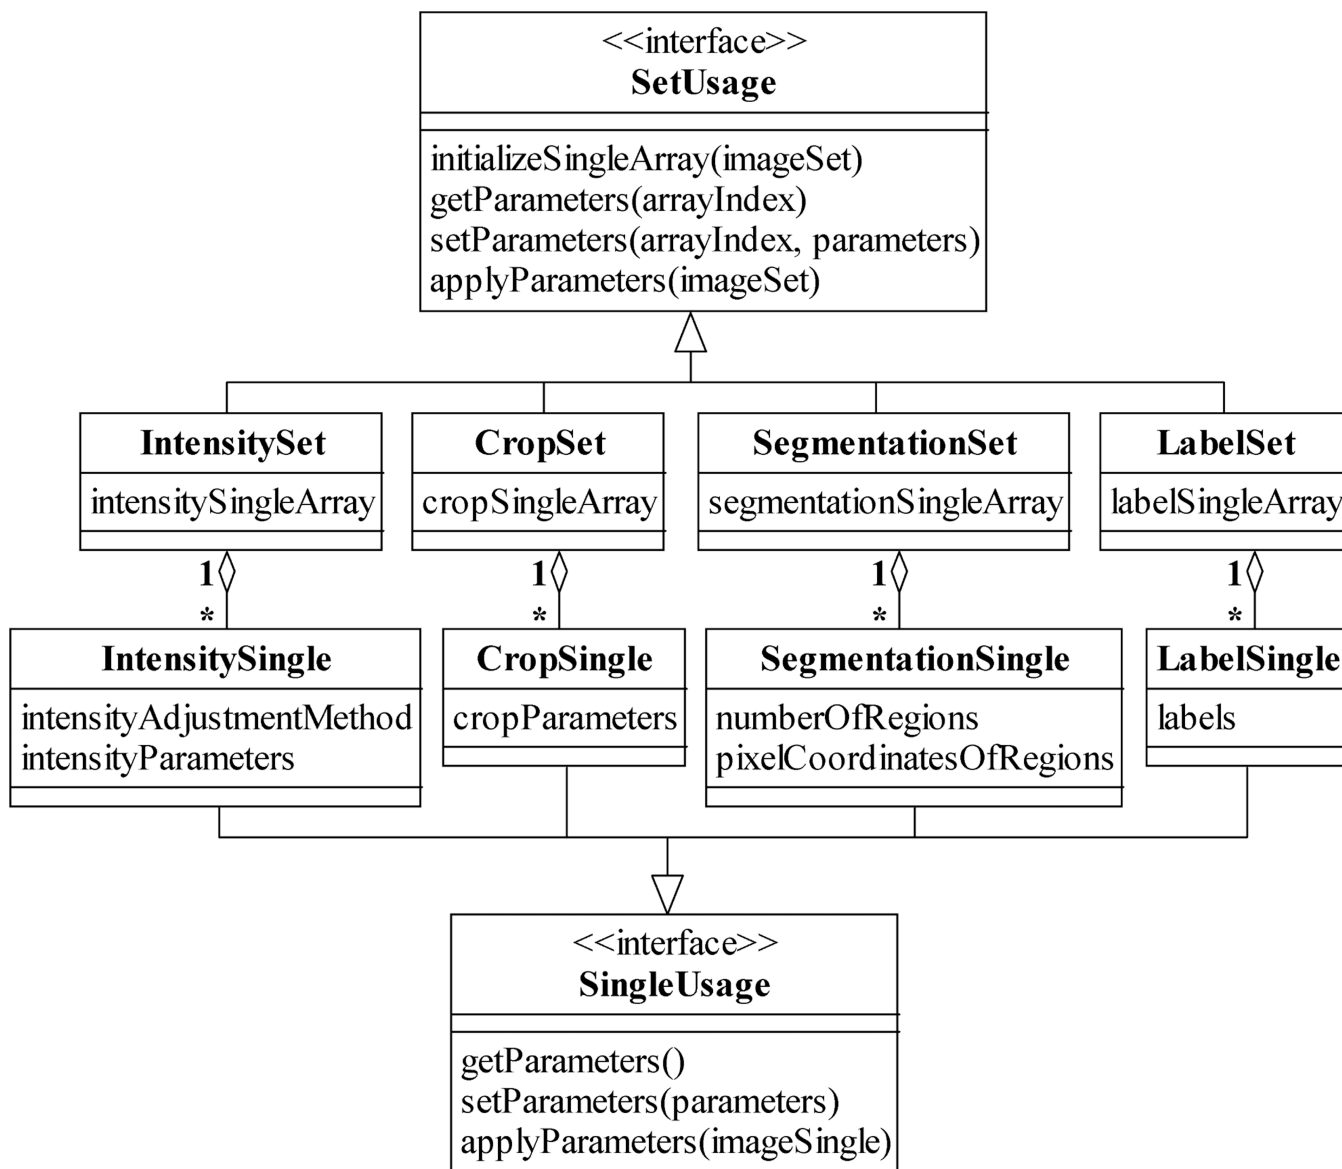 <<interface>>
SetUsage
initializeSingleArray(imageSet)
getParameters(arrayIndex)
setParameters(arrayIndex, parameters)
applyParameters(imageSet)
IntensitySet
intensitySingleArray
CropSet
cropSingleArray
SegmentationSet
segmentationSingleArray
LabelSet
labelSingleArray
1
*
1
*
1
*
1
*
IntensitySingle
intensityAdjustmentMethod
intensityParameters
CropSingle
cropParameters
SegmentationSingle
numberOfRegions
pixelCoordinatesOfRegions
LabelSingle
labels
<<interface>>
SingleUsage
getParameters()
setParameters(parameters)
applyParameters(imageSingle)